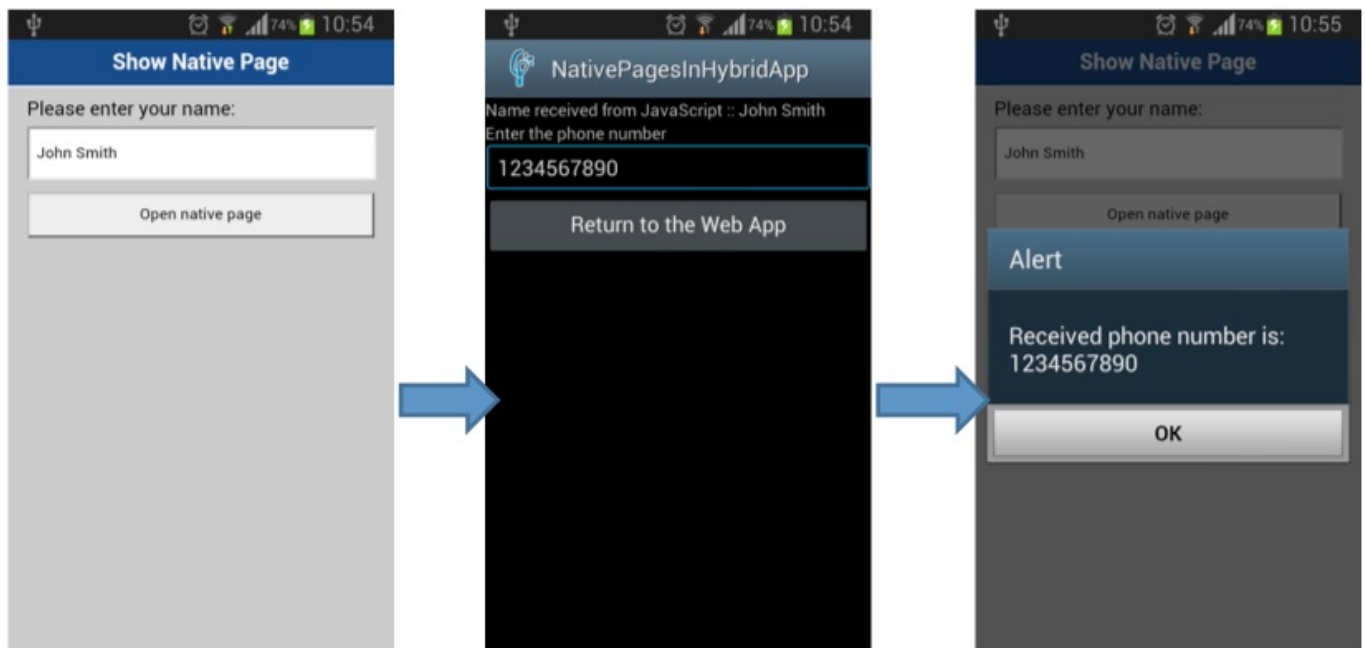 74% 10:54
Show Native Page
Please enter your name:
John Smith
Open native page
74% 10:54
NativePagesInHybridApp
Name received from JavaScript :: John Smith
Enter the phone number
1234567890
Return to the Web App
74% 10:55
Show Native Page
Please enter your name:
John Smith
Open native page
Alert
Received phone number is:
1234567890
OK